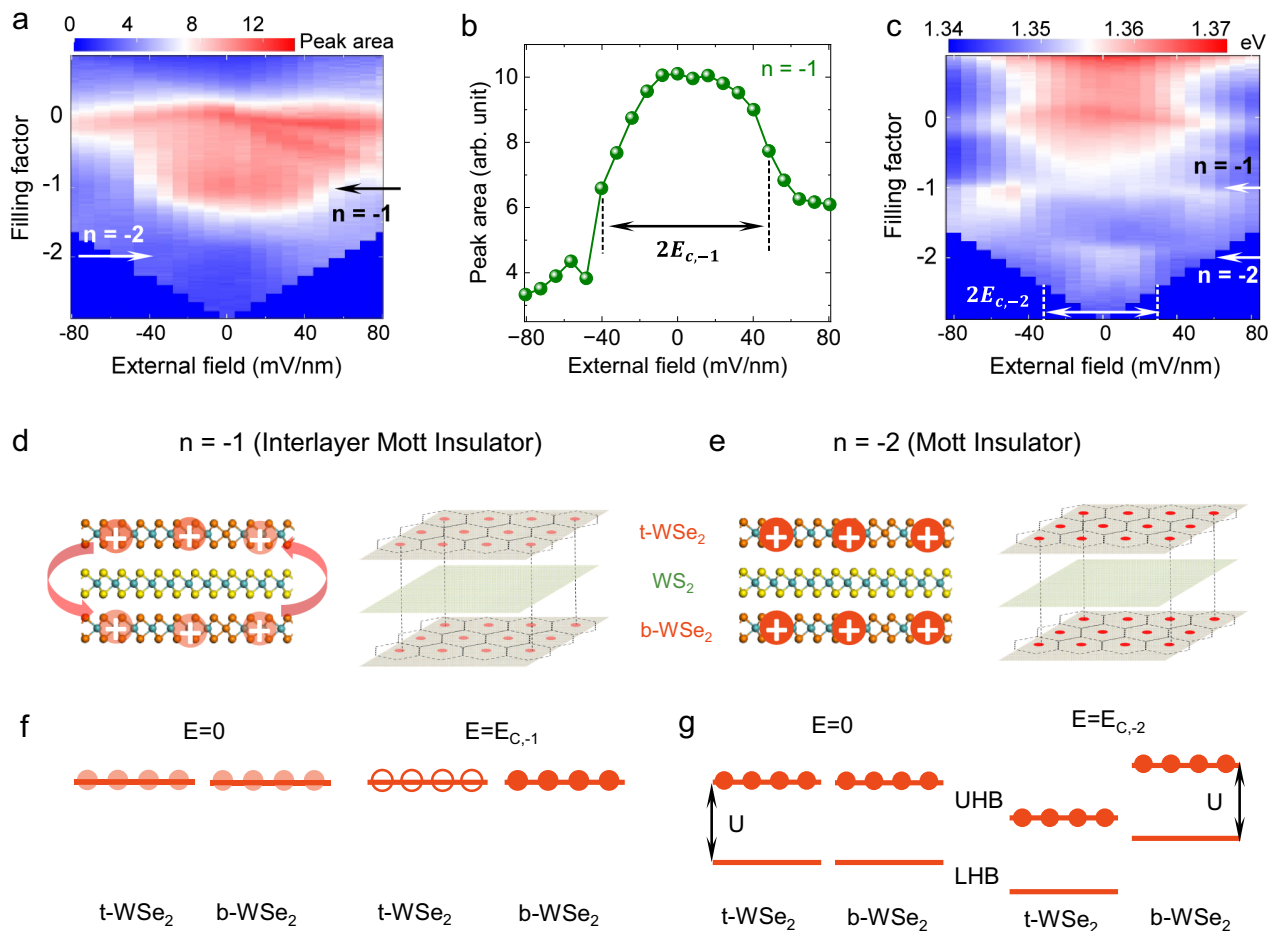 a
0 4 8 12
Peak area
Filling factor
0
-1
-2
n = -1
n = -2
-80 -40 0 40 80
External field (mV/nm)
b
n = -1
Peak area (arb. unit)
10
8
6
4
2E_{c,−1}
−80 −40 0 40 80
External field (mV/nm)
c
1.34 1.35 1.36 1.37
eV
Filling factor
0
-1
-2
n = -1
n = -2
2E_{c,−2}
-80 -40 0 40 80
External field (mV/nm)
d n = -1 (Interlayer Mott Insulator)
+ + +
+ + +
t-WSe₂
WS₂
b-WSe₂
e n = -2 (Mott Insulator)
+ + +
+ + +
f
E=0 E=E_{C,-1}
t-WSe₂ b-WSe₂ t-WSe₂ b-WSe₂
g
E=0 E=E_{C,-2}
U
UHB
U
LHB
t-WSe₂ b-WSe₂ t-WSe₂ b-WSe₂